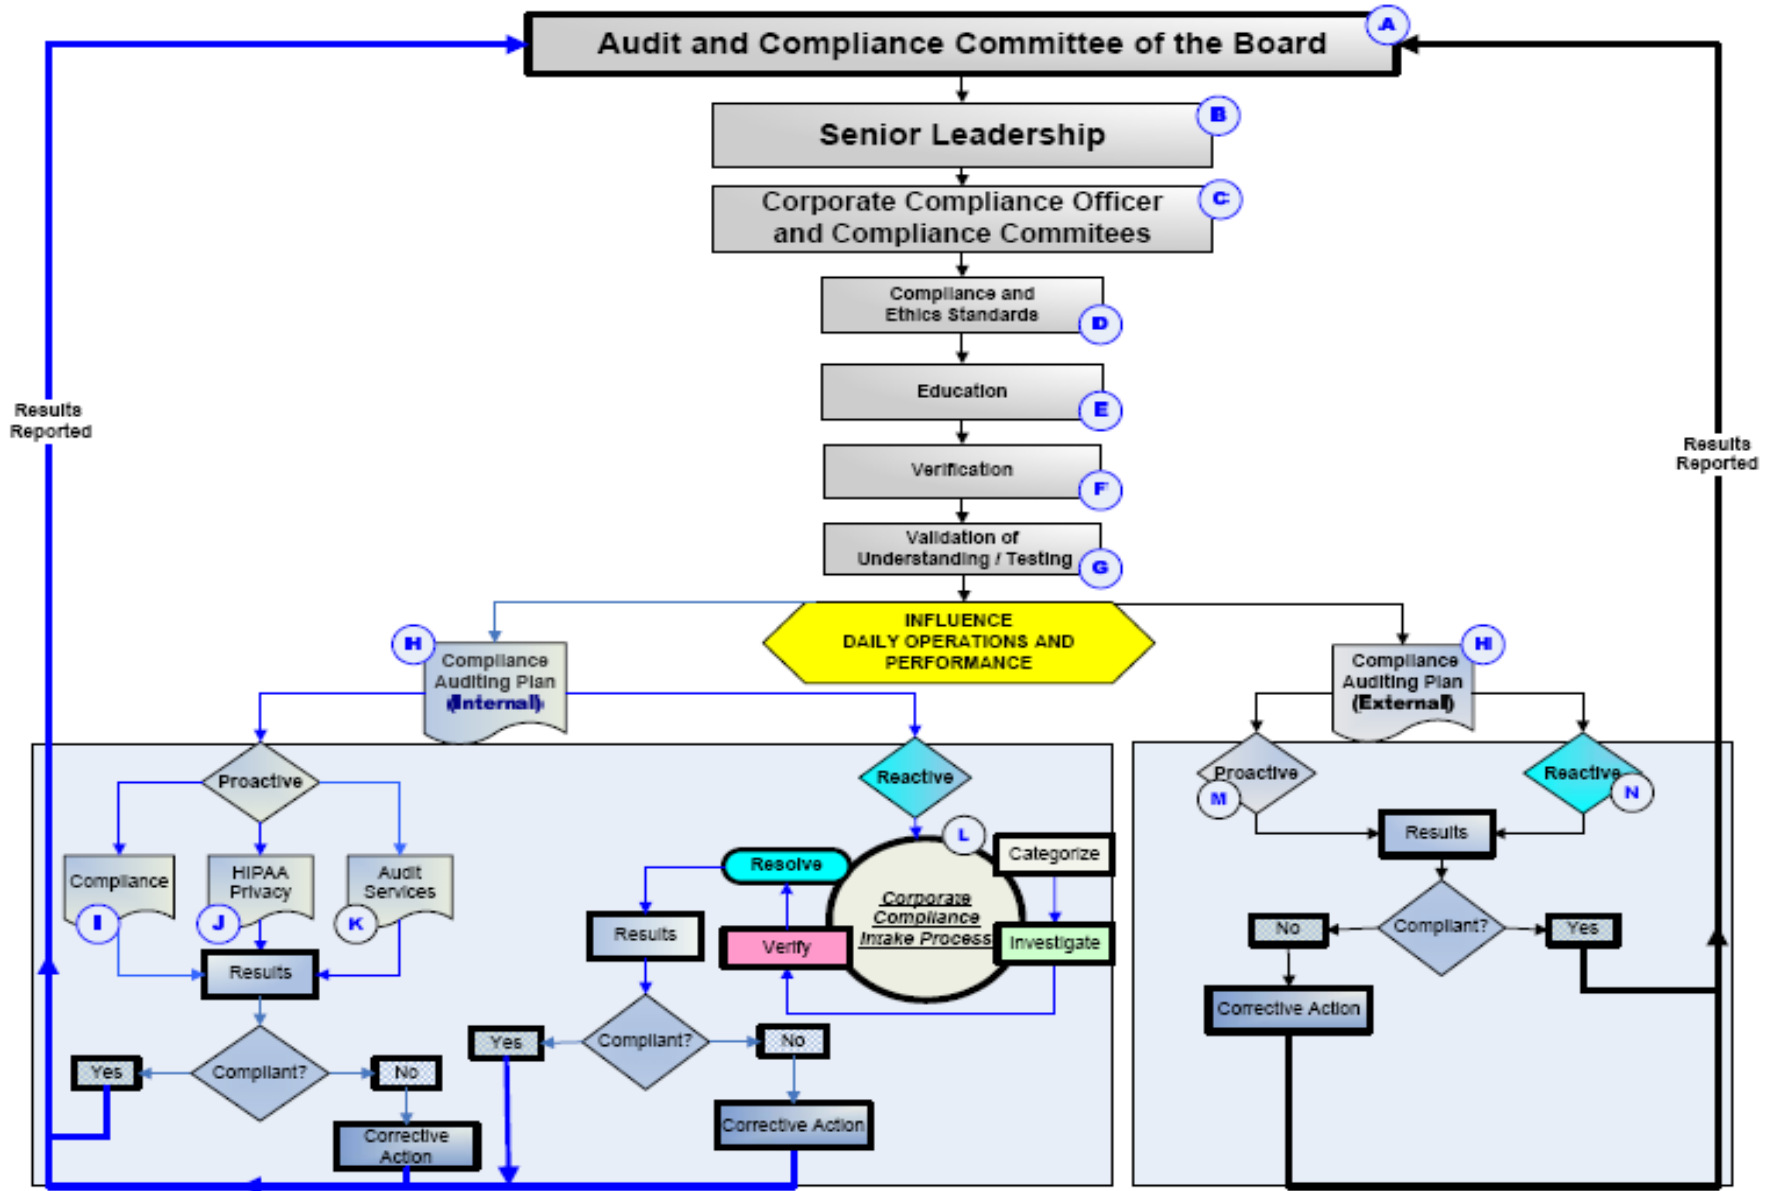 Audit and Compliance Committee of the Board
A
Senior Leadership
B
Corporate Compliance Officer
and Compliance Commitees
C
Compliance and
Ethics Standards
D
Education
E
Verification
F
Validation of
Understanding / Testing
G
INFLUENCE
DAILY OPERATIONS AND
PERFORMANCE
Results
Reported
Results
Reported
H
Compliance
Auditing Plan
(Internal)
H
Compliance
Auditing Plan
(External)
Proactive
Reactive
Compliance
I
HIPAA
Privacy
J
Audit
Services
K
Results
Compliant?
Yes
No
Corrective
Action
L
Corporate
Compliance
Intake Process
Categorize
Investigate
Verify
Resolve
Results
Compliant?
Yes
No
Corrective Action
Proactive
M
Reactive
N
Results
Compliant?
No
Yes
Corrective Action